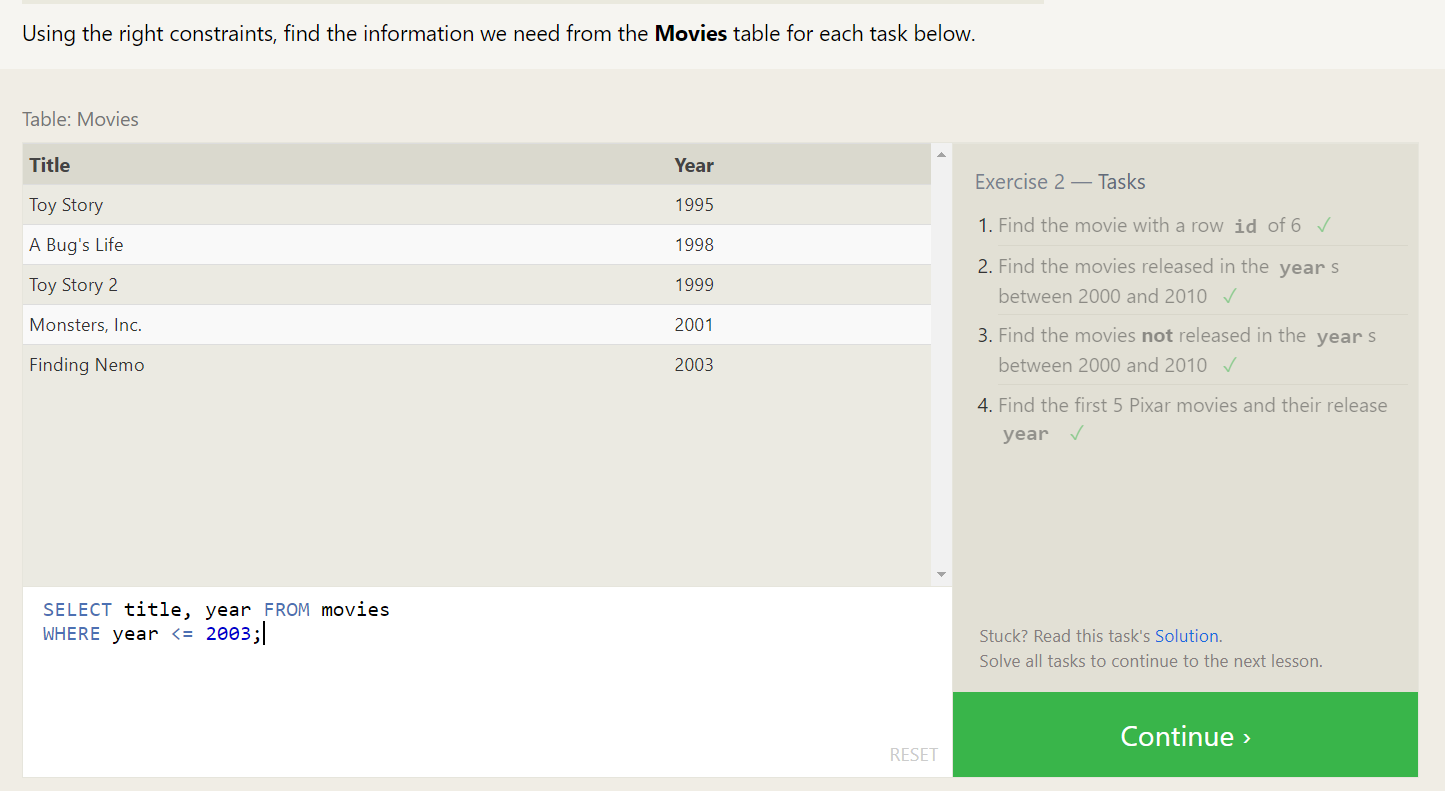 Using the right constraints, find the information we need from the Movies table for each task below.
Table: Movies
Title Year
Toy Story 1995
A Bug's Life 1998
Toy Story 2 1999
Monsters, Inc. 2001
Finding Nemo 2003
SELECT title, year FROM movies
WHERE year <= 2003;
RESET
Exercise 2 — Tasks
1. Find the movie with a row id of 6 ✓
2. Find the movies released in the year s
between 2000 and 2010 ✓
3. Find the movies not released in the year s
between 2000 and 2010 ✓
4. Find the first 5 Pixar movies and their release
year ✓
Stuck? Read this task's Solution.
Solve all tasks to continue to the next lesson.
Continue ›